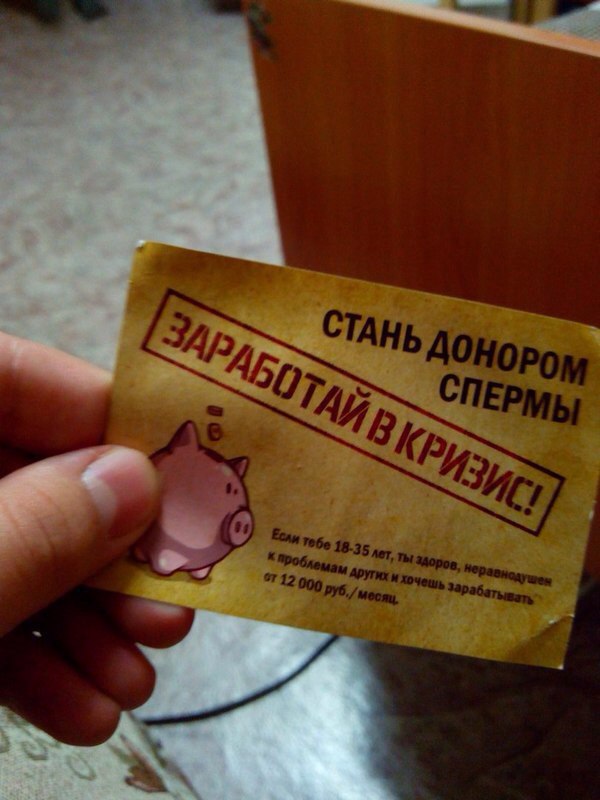 СТАНЬ ДОНОРОМ
СПЕРМЫ
ЗАРАБОТАЙ В КРИЗИС!
Если тебе 18-35 лет, ты здоров, неравнодушен
к проблемам других и хочешь зарабатывать
от 12 000 руб./месяц.